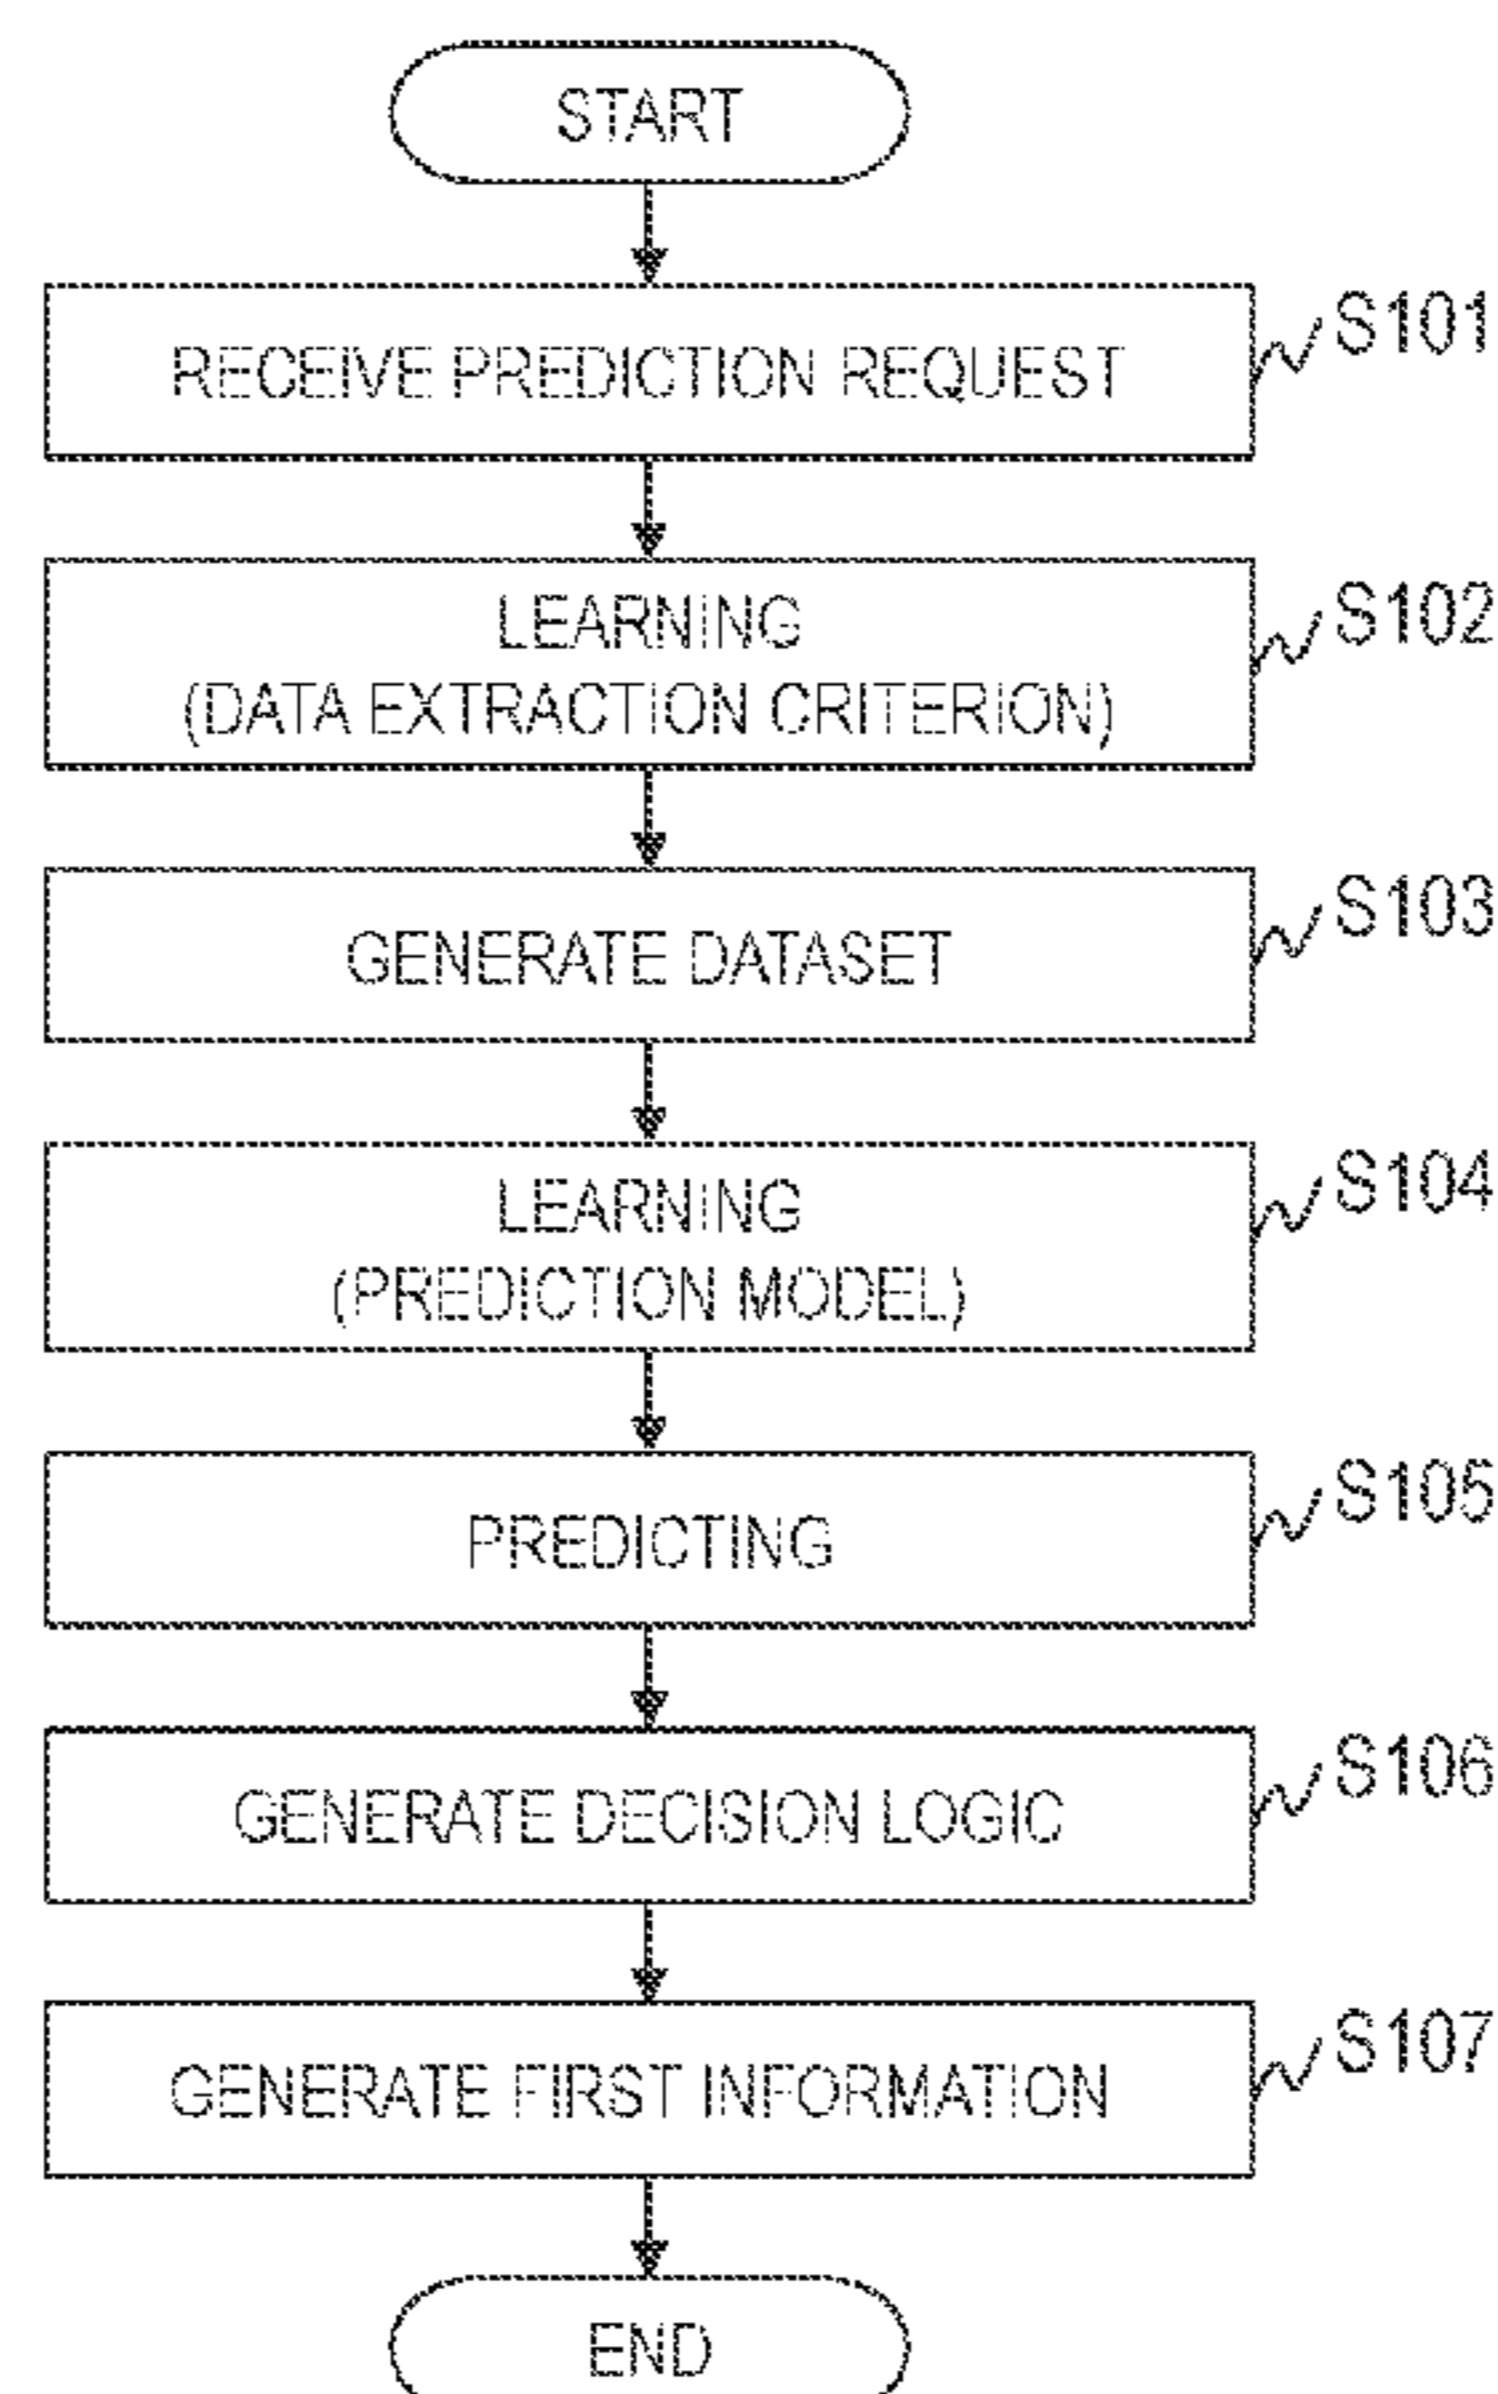 START
RECEIVE PREDICTION REQUEST
S101
LEARNING
(DATA EXTRACTION CRITERION)
S102
GENERATE DATASET
S103
LEARNING
(PREDICTION MODEL)
S104
PREDICTING
S105
GENERATE DECISION LOGIC
S106
GENERATE FIRST INFORMATION
S107
END